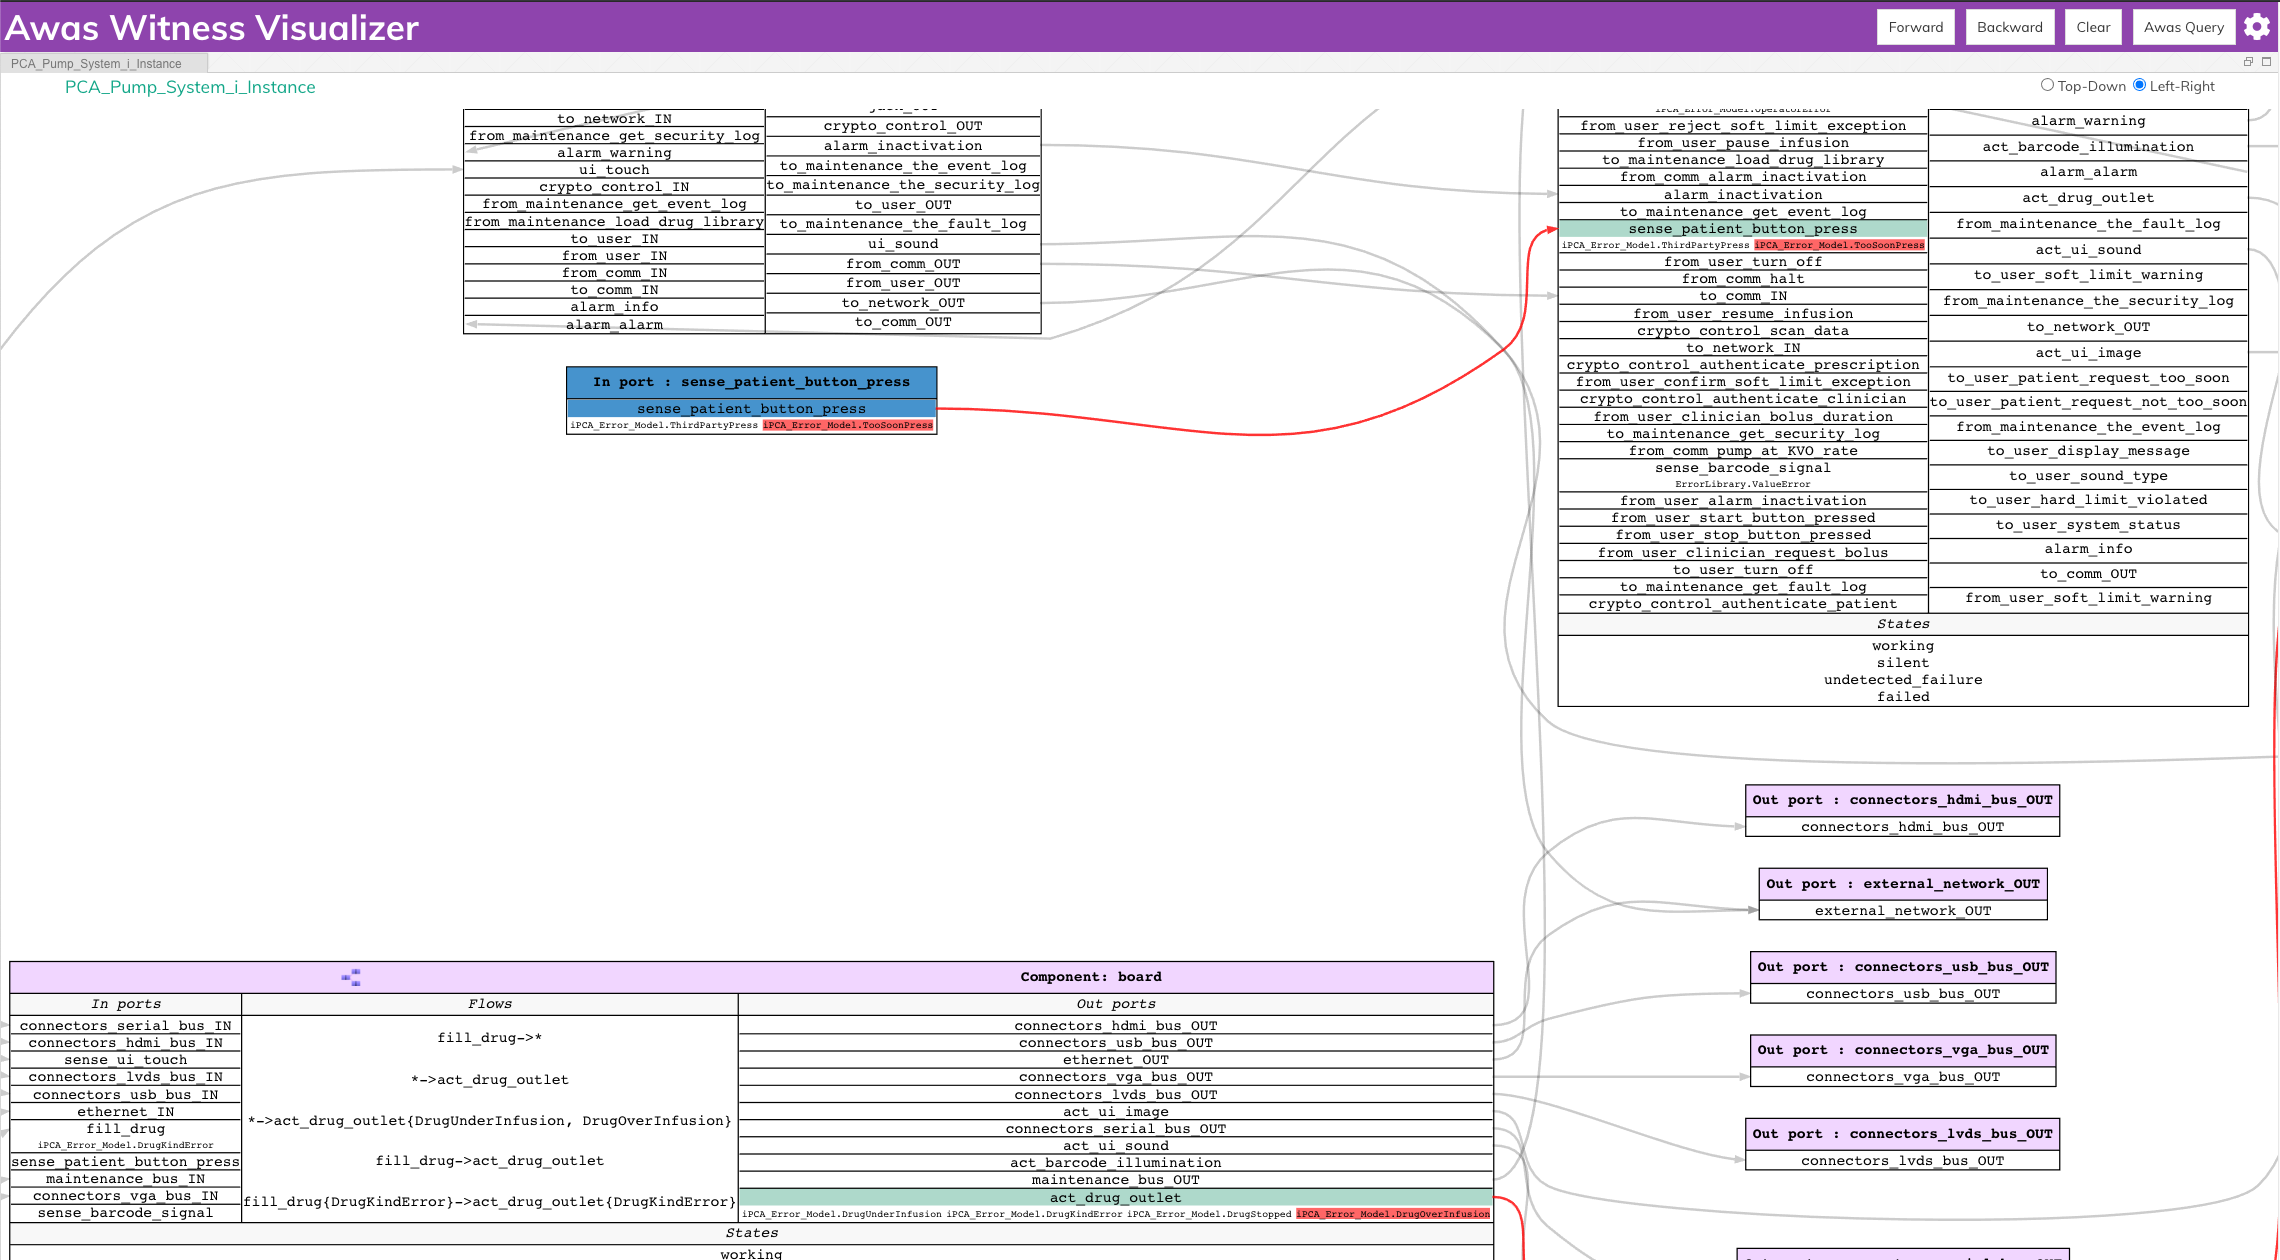 Awas Witness Visualizer
Forward
Backward
Clear
Awas Query
PCA_Pump_System_i_Instance
PCA_Pump_System_i_Instance
Top-Down
Left-Right
to_network_IN
from_maintenance_get_security_log
alarm_warning
ui_touch
crypto_control_IN
from_maintenance_get_event_log
from_maintenance_load_drug_library
to_user_IN
from_user_IN
from_comm_IN
to_comm_IN
alarm_info
alarm_alarm
crypto_control_OUT
alarm_inactivation
to_maintenance_the_event_log
to_maintenance_the_security_log
to_user_OUT
to_maintenance_the_fault_log
ui_sound
from_comm_OUT
from_user_OUT
to_network_OUT
to_comm_OUT
In port : sense_patient_button_press
sense_patient_button_press
iPCA_Error_Model.ThirdPartyPress iPCA_Error_Model.TooSoonPress
iPCA_Error_Model.OperatorError
from_user_reject_soft_limit_exception
from_user_pause_infusion
to_maintenance_load_drug_library
from_comm_alarm_inactivation
alarm_inactivation
to_maintenance_get_event_log
sense_patient_button_press
iPCA_Error_Model.ThirdPartyPress iPCA_Error_Model.TooSoonPress
from_user_turn_off
from_comm_halt
to_comm_IN
from_user_resume_infusion
crypto_control_scan_data
to_network_IN
crypto_control_authenticate_prescription
from_user_confirm_soft_limit_exception
crypto_control_authenticate_clinician
from_user_clinician_bolus_duration
to_maintenance_get_security_log
from_comm_pump_at_KVO_rate
sense_barcode_signal
ErrorLibrary.ValueError
from_user_alarm_inactivation
from_user_start_button_pressed
from_user_stop_button_pressed
from_user_clinician_request_bolus
to_user_turn_off
to_maintenance_get_fault_log
crypto_control_authenticate_patient
alarm_warning
act_barcode_illumination
alarm_alarm
act_drug_outlet
from_maintenance_the_fault_log
act_ui_sound
to_user_soft_limit_warning
from_maintenance_the_security_log
to_network_OUT
act_ui_image
to_user_patient_request_too_soon
to_user_patient_request_not_too_soon
from_maintenance_the_event_log
to_user_display_message
to_user_sound_type
to_user_hard_limit_violated
to_user_system_status
alarm_info
to_comm_OUT
from_user_soft_limit_warning
States
working
silent
undetected_failure
failed
Out port : connectors_hdmi_bus_OUT
connectors_hdmi_bus_OUT
Out port : external_network_OUT
external_network_OUT
Out port : connectors_usb_bus_OUT
connectors_usb_bus_OUT
Out port : connectors_vga_bus_OUT
connectors_vga_bus_OUT
Out port : connectors_lvds_bus_OUT
connectors_lvds_bus_OUT
Component: board
In ports
Flows
Out ports
connectors_serial_bus_IN
connectors_hdmi_bus_IN
sense_ui_touch
connectors_lvds_bus_IN
connectors_usb_bus_IN
ethernet_IN
fill_drug
iPCA_Error_Model.DrugKindError
sense_patient_button_press
maintenance_bus_IN
connectors_vga_bus_IN
sense_barcode_signal
fill_drug->*
*->act_drug_outlet
*->act_drug_outlet{DrugUnderInfusion, DrugOverInfusion}
fill_drug->act_drug_outlet
fill_drug{DrugKindError}->act_drug_outlet{DrugKindError}
connectors_hdmi_bus_OUT
connectors_usb_bus_OUT
ethernet_OUT
connectors_vga_bus_OUT
connectors_lvds_bus_OUT
act_ui_image
connectors_serial_bus_OUT
act_ui_sound
act_barcode_illumination
maintenance_bus_OUT
act_drug_outlet
iPCA_Error_Model.DrugUnderInfusion iPCA_Error_Model.DrugKindError iPCA_Error_Model.DrugStopped iPCA_Error_Model.DrugOverInfusion
States
working